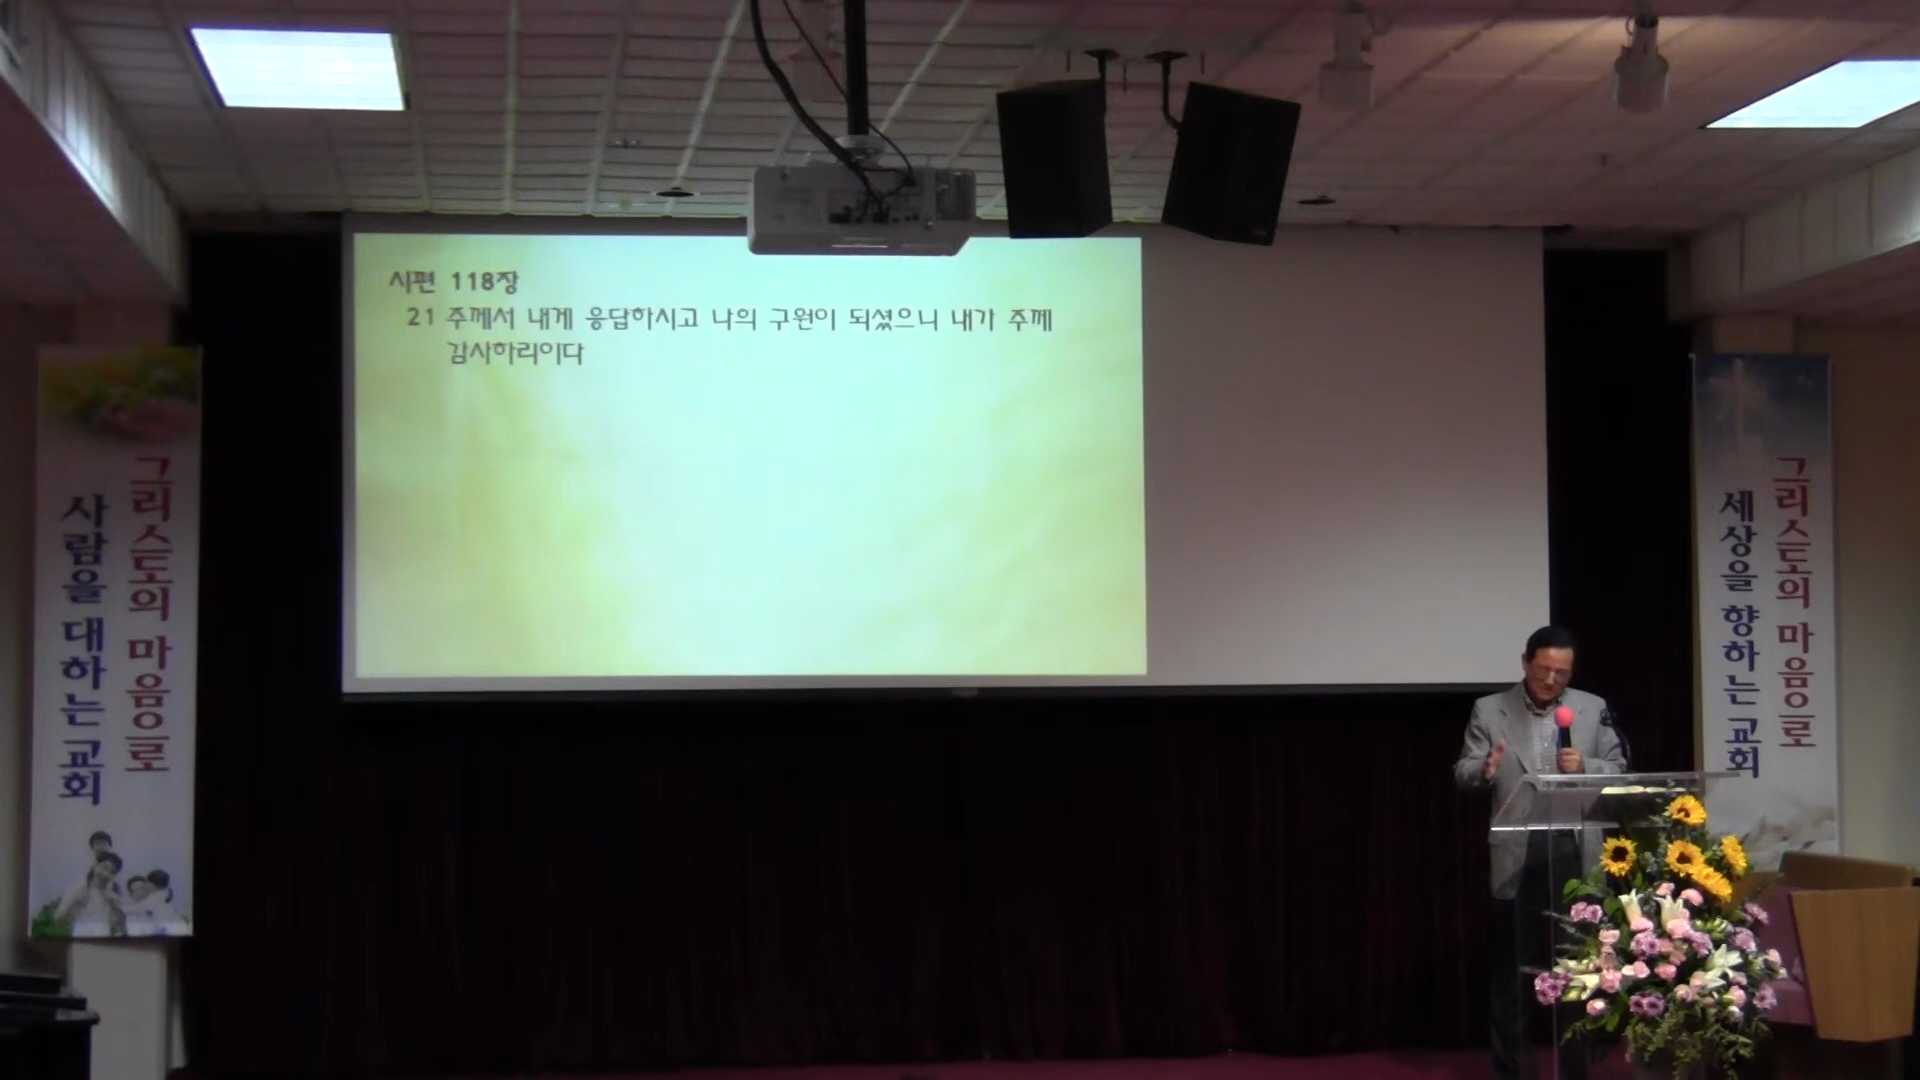 시편 118장
21 주께서 내게 응답하시고 나의 구원이 되셨으니 내가 주께
감사하리이다
그리스도의 마음으로
사람을 대하는 교회
그리스도의 마음으로
세상을 향하는 교회